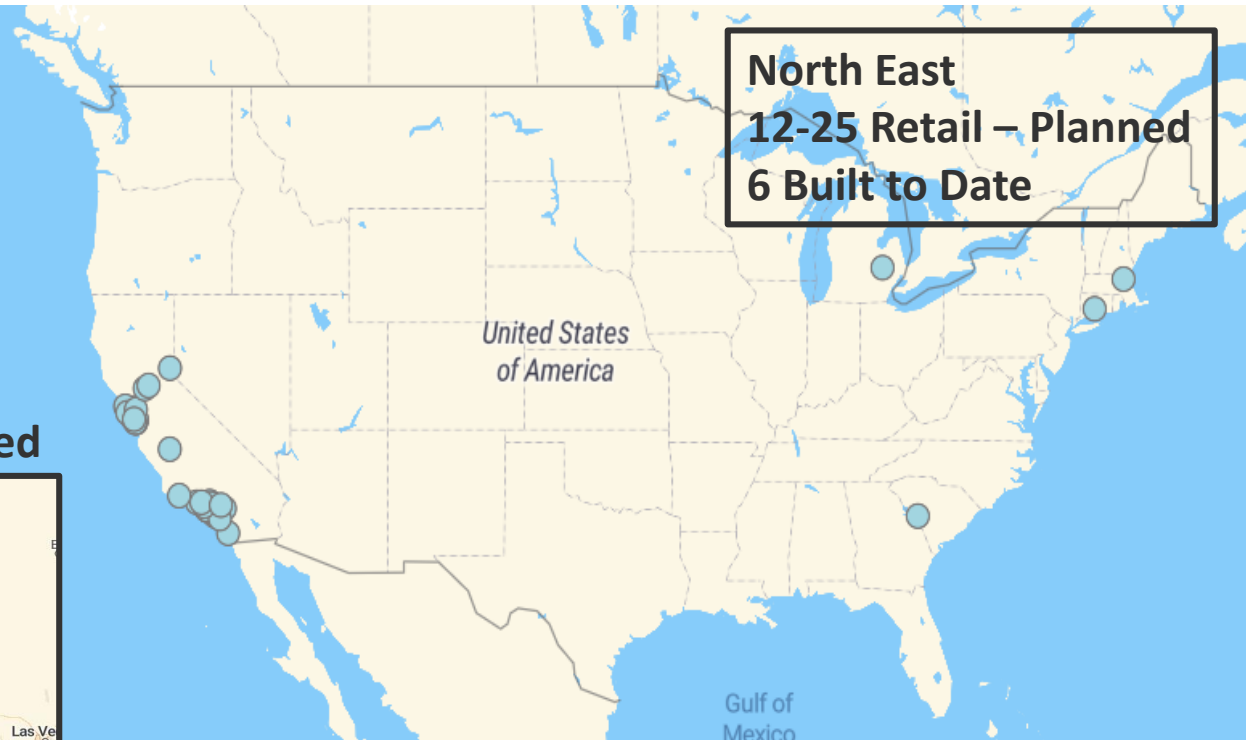 North East
12-25 Retail – Planned
6 Built to Date
United States
of America
ed
Gulf of
Mexico
Las Ve